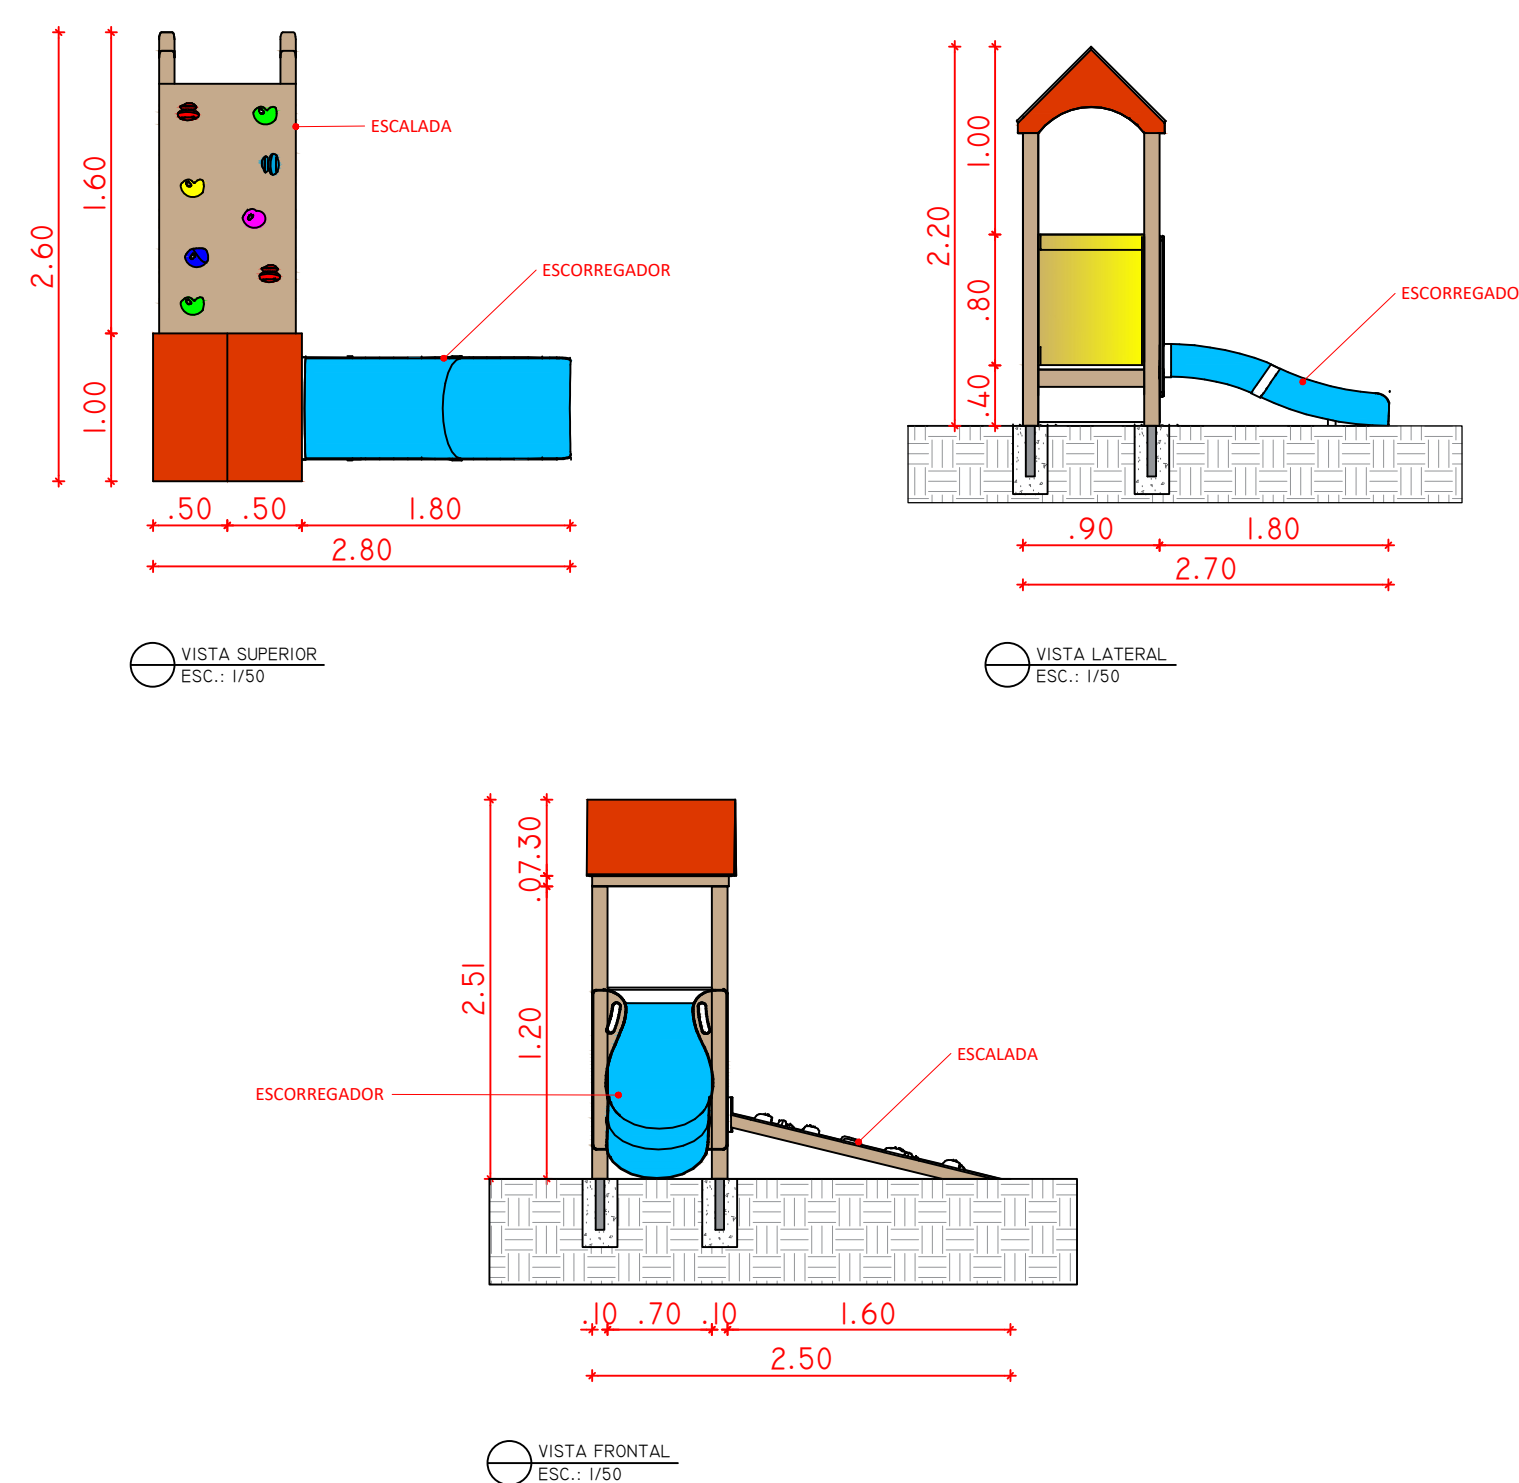 ESCALADA
1.60
2.60
ESCORREGADOR
1.00
.50
.50
1.80
2.80
VISTA SUPERIOR
ESC.: 1/50
1.00
2.20
.80
ESCORREGADO
.40
.90
1.80
2.70
VISTA LATERAL
ESC.: 1/50
.30
.07
2.51
1.20
ESCALADA
ESCORREGADOR
.10
.70
.10
1.60
2.50
VISTA FRONTAL
ESC.: 1/50